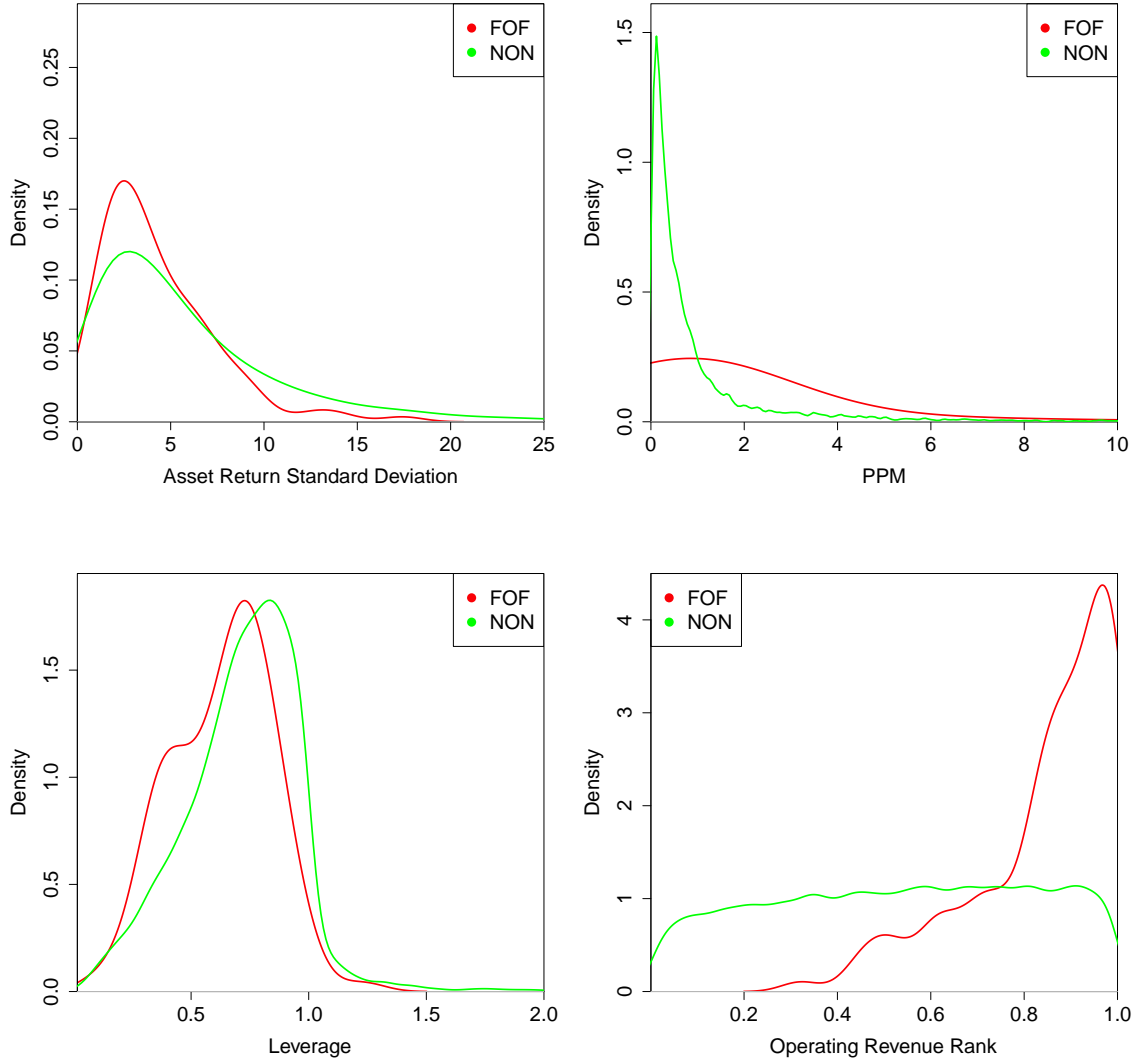 FOF
NON
Density
0.00 0.05 0.10 0.15 0.20 0.25
0 5 10 15 20 25
Asset Return Standard Deviation
FOF
NON
Density
0.0 0.5 1.0 1.5
0 2 4 6 8 10
PPM
FOF
NON
Density
0.0 0.5 1.0 1.5
0.5 1.0 1.5 2.0
Leverage
FOF
NON
Density
0 1 2 3 4
0.2 0.4 0.6 0.8 1.0
Operating Revenue Rank